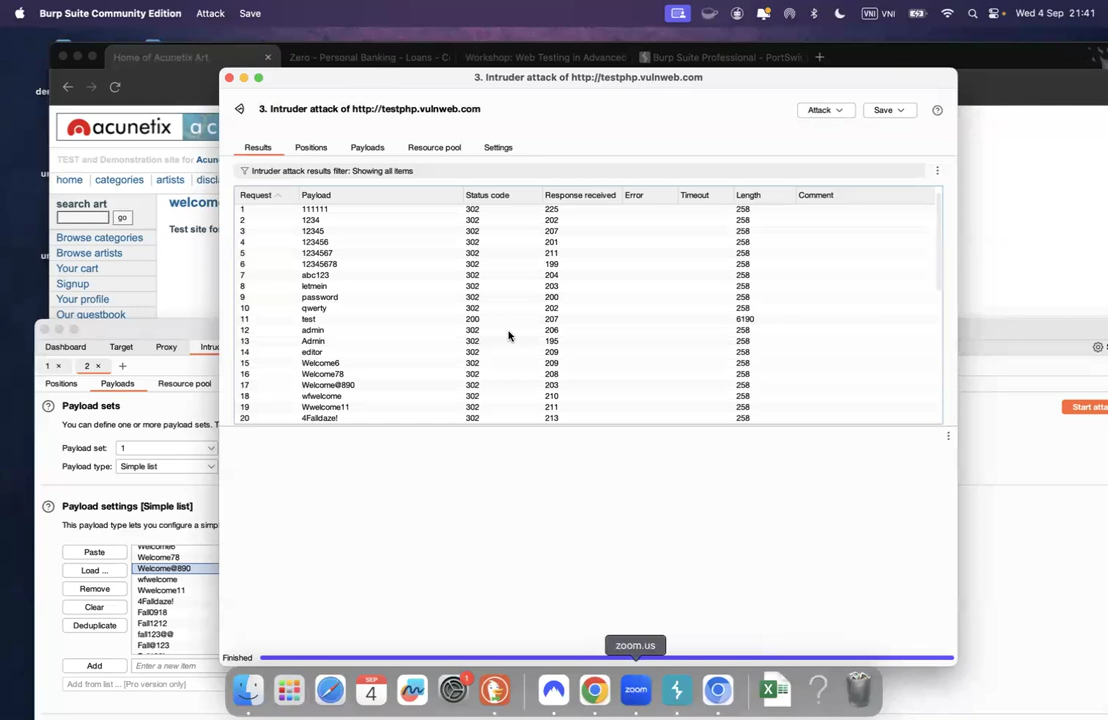 Burp Suite Community Edition Attack Save VNI VNI Wed 4 Sep 21:41
Home of Acunetix Art × Zero - Personal Banking - Loans - C Workshop: Web Testing in Advanced Burp Suite Professional - PortSwi +
3. Intruder attack of http://testphp.vulnweb.com
3. Intruder attack of http://testphp.vulnweb.com Attack Save
Results Positions Payloads Resource pool Settings
Intruder attack results filter: Showing all items
Request Payload Status code Response received Error Timeout Length Comment
1 111111 302 225 258
2 1234 302 202 258
3 12345 302 207 258
4 123456 302 201 258
5 1234567 302 211 258
6 12345678 302 199 258
7 abc123 302 204 258
8 letmein 302 203 258
9 password 302 200 258
10 qwerty 302 202 258
11 test 200 207 6190
12 admin 302 206 258
13 Admin 302 195 258
14 editor 302 209 258
15 Welcome6 302 209 258
16 Welcome78 302 208 258
17 Welcome@890 302 203 258
18 wfwelcome 302 210 258
19 Wwelcome11 302 211 258
20 4Falldaze! 302 213 258
acunetix ac
TEST and Demonstration site for Acun
home categories artists discl
search art
go
welcom
Test site for
Browse categories
Browse artists
Your cart
Signup
Your profile
Our guestbook
Dashboard Target Proxy Intru
1 × 2 × +
Positions Payloads Resource pool
Payload sets
You can define one or more payload sets. T
Payload set: 1
Payload type: Simple list
Start atta
Payload settings [Simple list]
This payload type lets you configure a simp
Paste
Load ...
Remove
Clear
Deduplicate
Add
Add from list ... [Pro version only]
Welcome6
Welcome78
Welcome@890
wfwelcome
Wwelcome11
4Falldaze!
Fall0918
Fall1212
fall123@@
Fall@123
Enter a new item
Finished
zoom.us
SEP
4
1
zoom